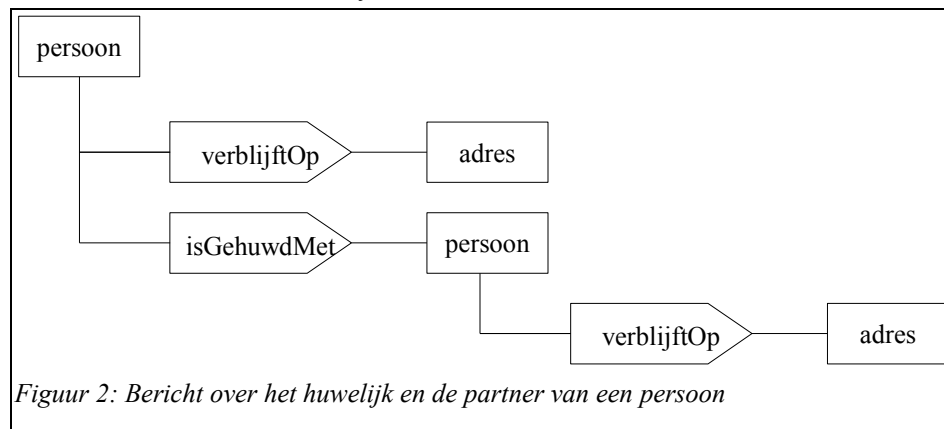 persoon
verblijftOp
adres
isGehuwdMet
persoon
verblijftOp
adres
Figuur 2: Bericht over het huwelijk en de partner van een persoon